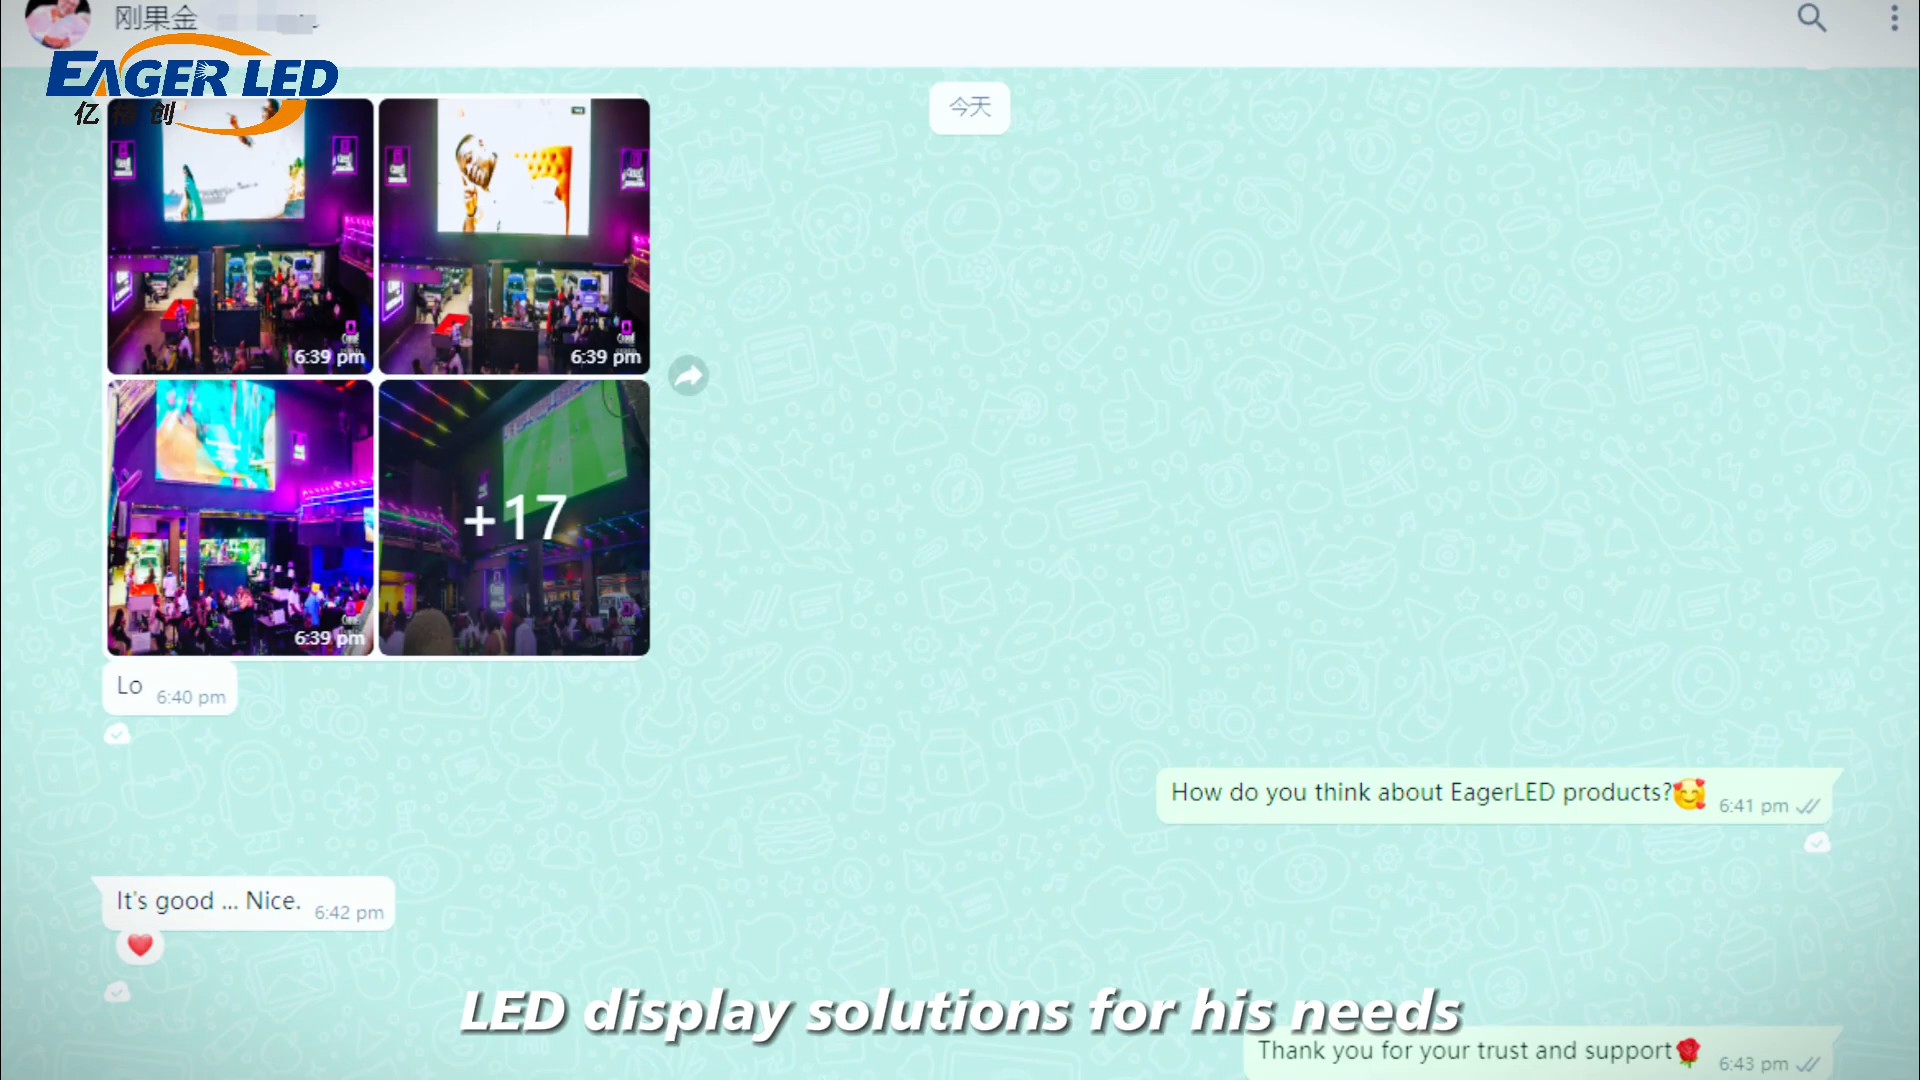 刚果金
EAGER LED
亿格创
今天
6:39 pm
6:39 pm
6:39 pm
+17
Lo 6:40 pm
How do you think about EagerLED products?🥰 6:41 pm
It's good ... Nice. 6:42 pm
LED display solutions for his needs
Thank you for your trust and support🌹 6:43 pm